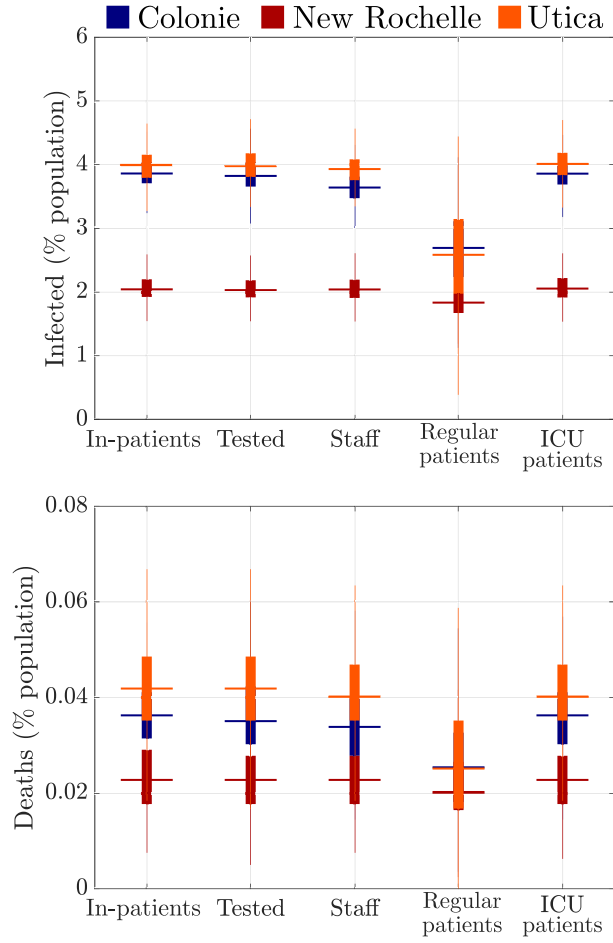 Colonie New Rochelle Utica
6
5
4
3
2
1
0
Infected (% population)
In-patients Tested Staff Regular patients ICU patients
0.08
0.06
0.04
0.02
0
Deaths (% population)
In-patients Tested Staff Regular patients ICU patients